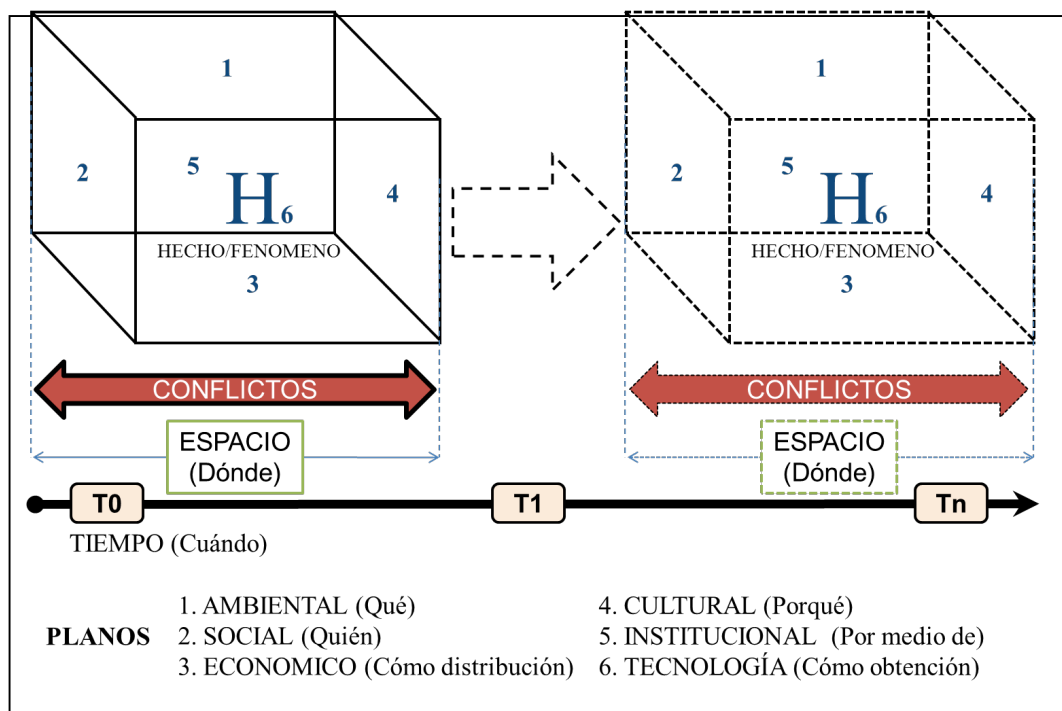 1
2
5
H6
4
HECHO/FENOMENO
3
CONFLICTOS
ESPACIO
(Dónde)
1
2
5
H6
4
HECHO/FENOMENO
3
CONFLICTOS
ESPACIO
(Dónde)
T0
T1
Tn
TIEMPO (Cuándo)
PLANOS
1. AMBIENTAL (Qué)
2. SOCIAL (Quién)
3. ECONOMICO (Cómo distribución)
4. CULTURAL (Porqué)
5. INSTITUCIONAL (Por medio de)
6. TECNOLOGÍA (Cómo obtención)